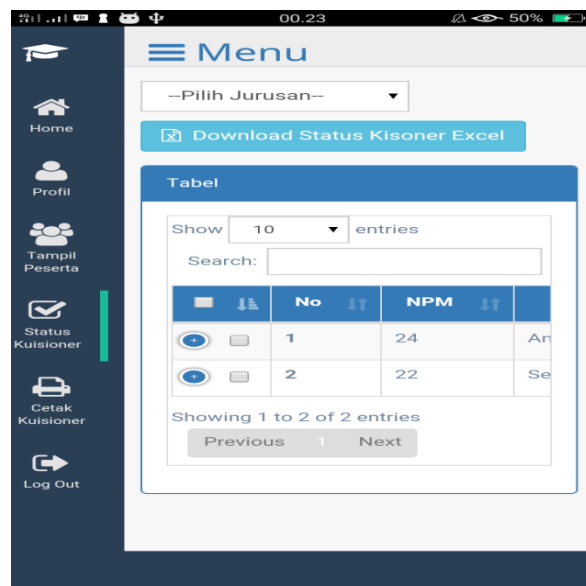 00.23
50%
Menu
Home
Profil
Tampil
Peserta
Status
Kuisioner
Cetak
Kuisioner
Log Out
--Pilih Jurusan--
Download Status Kisoner Excel
Tabel
Show 10 entries
Search:
No NPM
1 24 An
2 22 Se
Showing 1 to 2 of 2 entries
Previous 1 Next